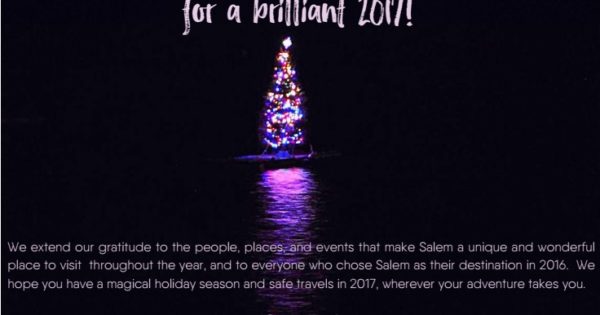 for a brilliant 2017!
We extend our gratitude to the people, places, and events that make Salem a unique and wonderful
place to visit throughout the year, and to everyone who chose Salem as their destination in 2016. We
hope you have a magical holiday season and safe travels in 2017, wherever your adventure takes you.